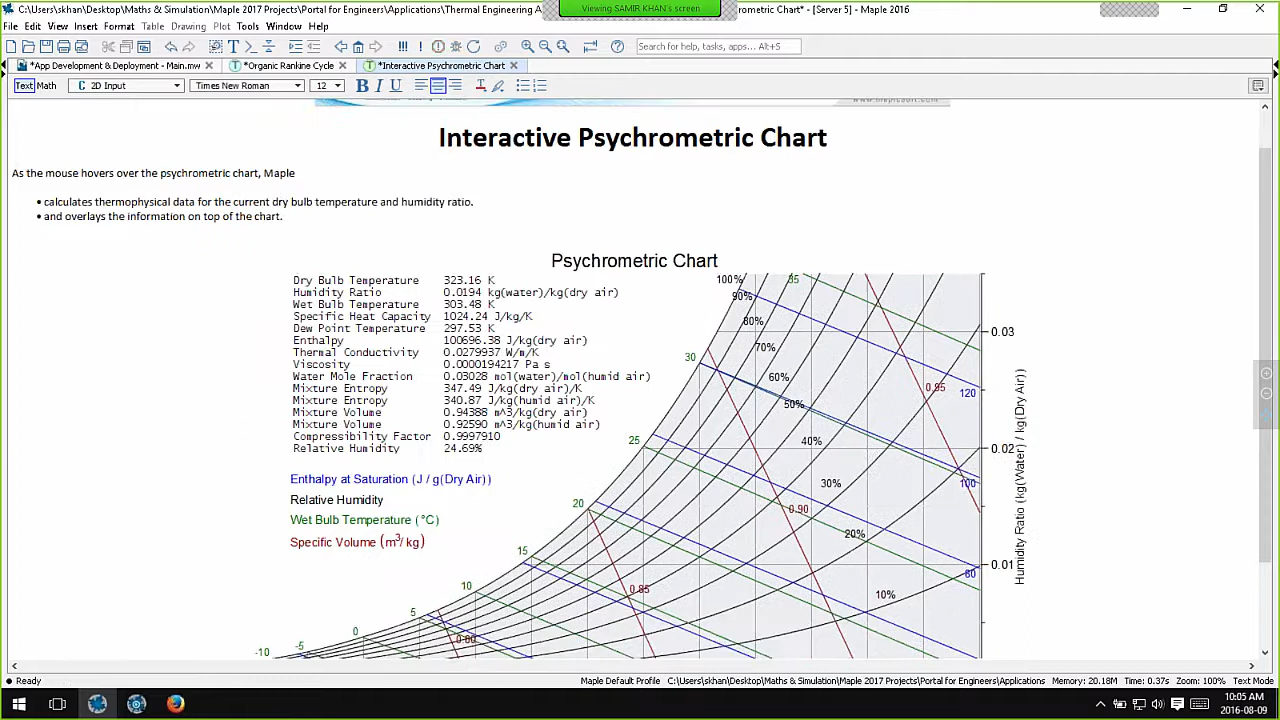 C:\Users\skhan\Desktop\Maths & Simulation\Maple 2017 Projects\Portal for Engineers\Applications\Thermal Engineering A
Viewing SAMIR KHAN's screen
rometric Chart* - [Server 5] - Maple 2016
File Edit View Insert Format Table Drawing Plot Tools Window Help
Search for help, tasks, apps... Alt+S
*App Development & Deployment - Main.mw
*Organic Rankine Cycle
*Interactive Psychrometric Chart
Text Math
C 2D Input
Times New Roman
12
B I U
Interactive Psychrometric Chart
As the mouse hovers over the psychrometric chart, Maple
• calculates thermophysical data for the current dry bulb temperature and humidity ratio.
• and overlays the information on top of the chart.
Psychrometric Chart
Dry Bulb Temperature 323.16 K
Humidity Ratio 0.0194 kg(water)/kg(dry air)
Wet Bulb Temperature 303.48 K
Specific Heat Capacity 1024.24 J/kg/K
Dew Point Temperature 297.53 K
Enthalpy 100696.38 J/kg(dry air)
Thermal Conductivity 0.0279937 W/m/K
Viscosity 0.0000194217 Pa s
Water Mole Fraction 0.03028 mol(water)/mol(humid air)
Mixture Entropy 347.49 J/kg(dry air)/K
Mixture Entropy 340.87 J/kg(humid air)/K
Mixture Volume 0.94388 m^3/kg(dry air)
Mixture Volume 0.92590 m^3/kg(humid air)
Compressibility Factor 0.9997910
Relative Humidity 24.69%
Enthalpy at Saturation (J / g(Dry Air))
Relative Humidity
Wet Bulb Temperature (°C)
Specific Volume (m³/ kg)
100%
90%
80%
70%
60%
50%
40%
30%
20%
10%
35
30
25
20
15
10
5
0
-5
-10
0.95
0.90
0.85
0.80
120
100
80
0.03
0.02
0.01
Humidity Ratio (kg(Water) / kg(Dry Air))
Ready
Maple Default Profile C:\Users\skhan\Desktop\Maths & Simulation\Maple 2017 Projects\Portal for Engineers\Applications Memory: 20.18M Time: 0.37s Zoom: 100% Text Mode
10:05 AM
2016-08-09